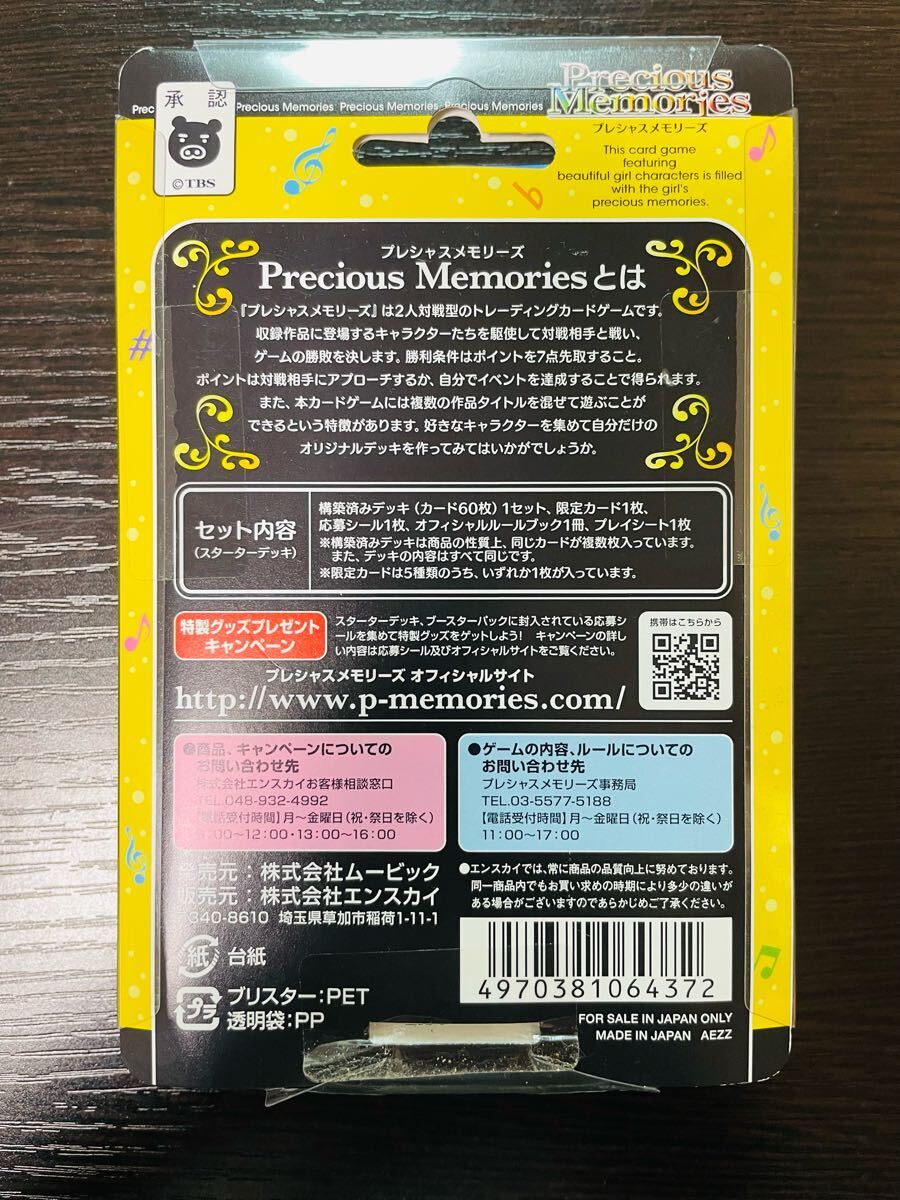 承認
©TBS
Precious Memories Precious Memories Precious Memories
Precious
Memories
プレシャスメモリーズ
This card game
featuring
beautiful girl characters is filled
with the girl's
precious memories.
プレシャスメモリーズ
Precious Memoriesとは
『プレシャスメモリーズ』は2人対戦型のトレーディングカードゲームです。
収録作品に登場するキャラクターたちを駆使して対戦相手と戦い、
ゲームの勝敗を決します。勝利条件はポイントを7点先取すること。
ポイントは対戦相手にアプローチするか、自分でイベントを達成することで得られます。
また、本カードゲームには複数の作品タイトルを混ぜて遊ぶことが
できるという特徴があります。好きなキャラクターを集めて自分だけの
オリジナルデッキを作ってみてはいかがでしょうか。
セット内容
(スターターデッキ)
構築済みデッキ（カード60枚）1セット、限定カード1枚、
応募シール1枚、オフィシャルルールブック1冊、プレイシート1枚
※構築済みデッキは商品の性質上、同じカードが複数枚入っています。
また、デッキの内容はすべて同じです。
※限定カードは5種類のうち、いずれか1枚が入っています。
特製グッズプレゼント
キャンペーン
スターターデッキ、ブースターパックに封入されている応募シ
ールを集めて特製グッズをゲットしよう！ キャンペーンの詳し
い内容は応募シール及びオフィシャルサイトをご覧ください。
携帯はこちらから
プレシャスメモリーズ オフィシャルサイト
http://www.p-memories.com/
●商品、キャンペーンについての
お問い合わせ先
株式会社エンスカイお客様相談窓口
TEL.048-932-4992
【電話受付時間】月〜金曜日（祝・祭日を除く）
:00〜12:00・13:00〜16:00
●ゲームの内容、ルールについての
お問い合わせ先
プレシャスメモリーズ事務局
TEL.03-5577-5188
【電話受付時間】月〜金曜日（祝・祭日を除く）
11:00〜17:00
発売元：株式会社ムービック
販売元：株式会社エンスカイ
〒340-8610 埼玉県草加市稲荷1-11-1
●エンスカイでは、常に商品の品質向上に努めております。
同一商品内でもお買い求めの時期により多少の違いが
ある場合がございますのであらかじめご了承ください。
紙 台紙
プラ ブリスター：PET
透明袋：PP
4970381064372
FOR SALE IN JAPAN ONLY
MADE IN JAPAN AEZZ